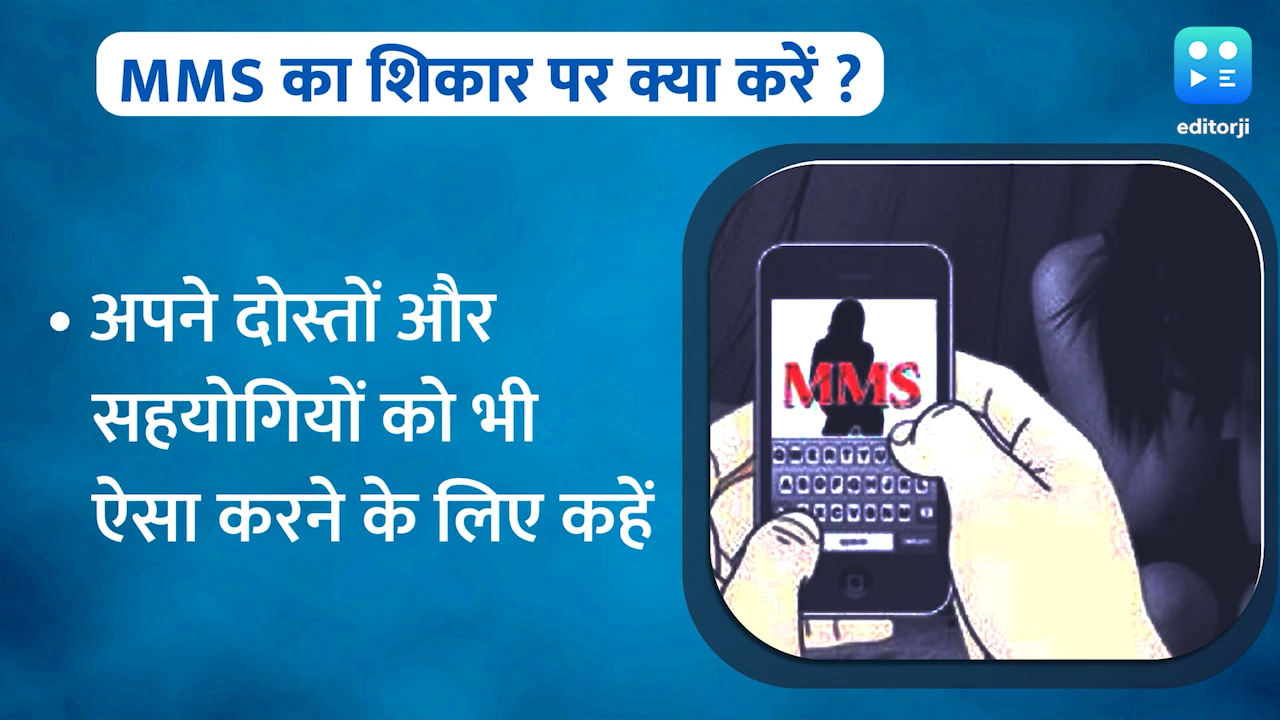 MMS का शिकार पर क्या करें ?
editorji
• अपने दोस्तों और
सहयोगियों को भी
ऐसा करने के लिए कहें
MMS